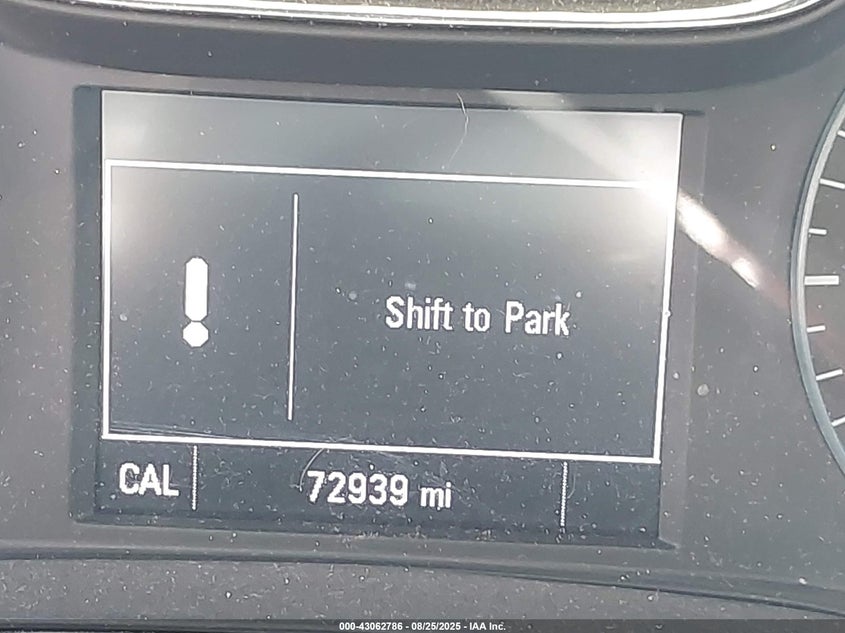 !
Shift to Park
CAL
72939 mi
000-43062786 - 08/25/2025 - IAA Inc.